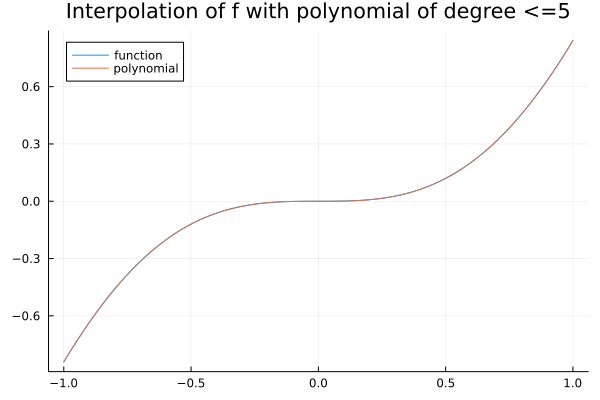 Interpolation of f with polynomial of degree <=5
function
polynomial
0.6
0.3
0.0
−0.3
−0.6
−1.0 −0.5 0.0 0.5 1.0